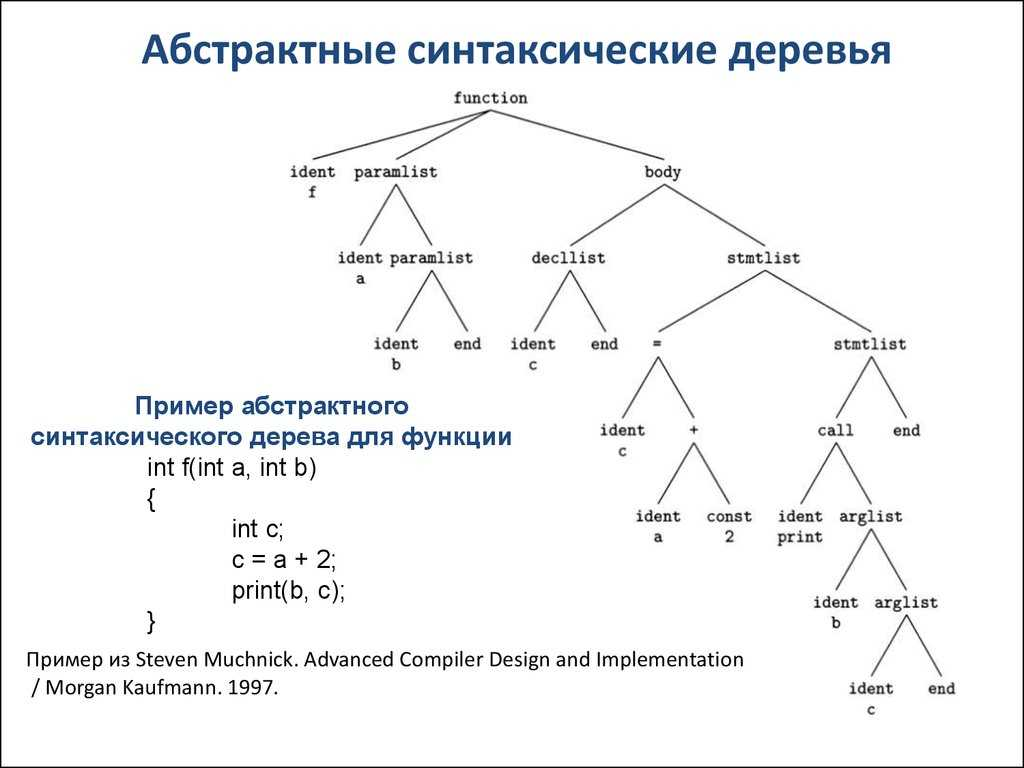 Абстрактные синтаксические деревья
function
ident paramlist body
f
ident paramlist decllist stmtlist
a
ident end ident end = stmtlist
b c
Пример абстрактного
синтаксического дерева для функции
int f(int a, int b)
{
int c;
c = a + 2;
print(b, c);
}
ident + call end
c
ident const ident arglist
a 2 print
ident arglist
b
ident end
c
Пример из Steven Muchnick. Advanced Compiler Design and Implementation
/ Morgan Kaufmann. 1997.